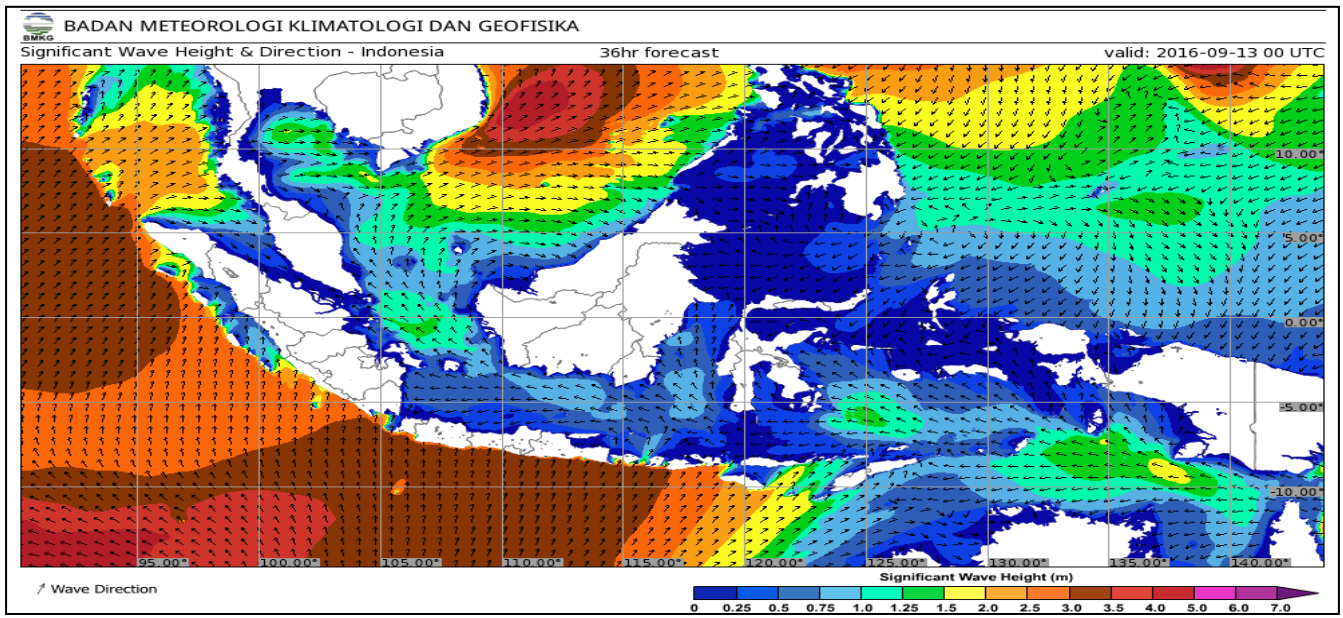 BADAN METEOROLOGI KLIMATOLOGI DAN GEOFISIKA
BMKG
Significant Wave Height & Direction - Indonesia 36hr forecast valid: 2016-09-13 00 UTC
10.00°
5.00°
0.00°
-5.00°
-10.00°
95.00° 100.00° 105.00° 110.00° 115.00° 120.00° 125.00° 130.00° 135.00° 140.00°
Wave Direction
Significant Wave Height (m)
0 0.25 0.5 0.75 1.0 1.25 1.5 2.0 2.5 3.0 3.5 4.0 5.0 6.0 7.0